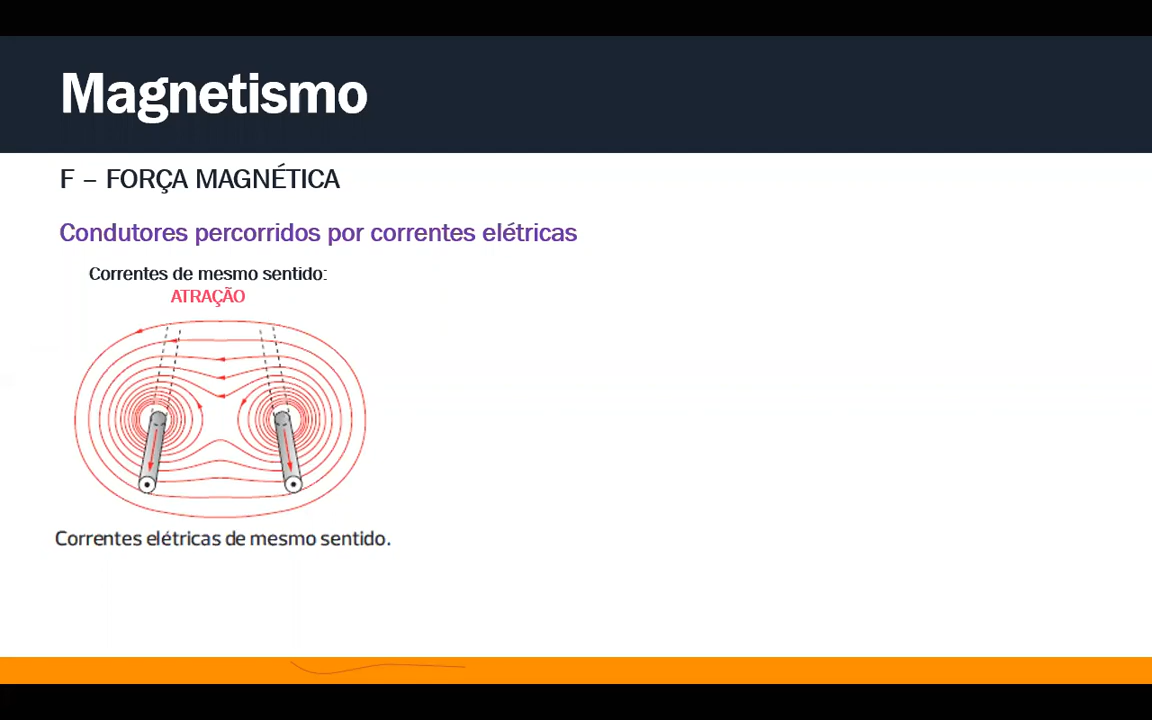 Magnetismo
F – FORÇA MAGNÉTICA
Condutores percorridos por correntes elétricas
Correntes de mesmo sentido:
ATRAÇÃO
Correntes elétricas de mesmo sentido.